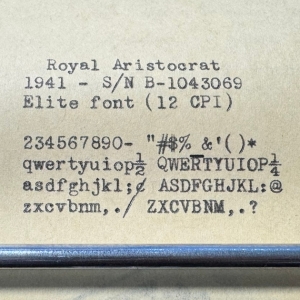 Royal Aristocrat
1941 - S/N B-1043069
Elite font (12 CPI)
234567890- "#$% &'()*
qwertyuiop½ QWERTYUIOP¼
asdfghjkl;¢ ASDFGHJKL:@
zxcvbnm,./ ZXCVBNM,.?